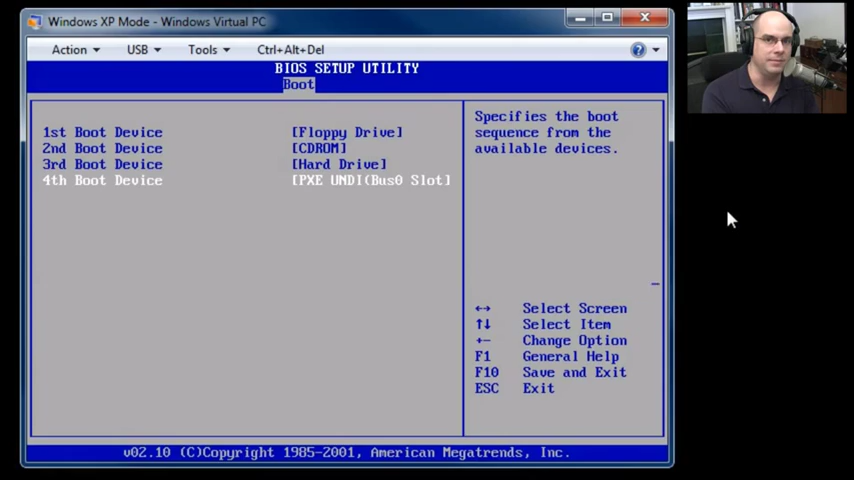 Windows XP Mode - Windows Virtual PC
Action USB Tools Ctrl+Alt+Del
BIOS SETUP UTILITY
Boot
1st Boot Device [Floppy Drive]
2nd Boot Device [CDROM]
3rd Boot Device [Hard Drive]
4th Boot Device [PXE UNDI(Bus0 Slot]
Specifies the boot
sequence from the
available devices.
↔ Select Screen
↑↓ Select Item
+- Change Option
F1 General Help
F10 Save and Exit
ESC Exit
v02.10 (C)Copyright 1985-2001, American Megatrends, Inc.